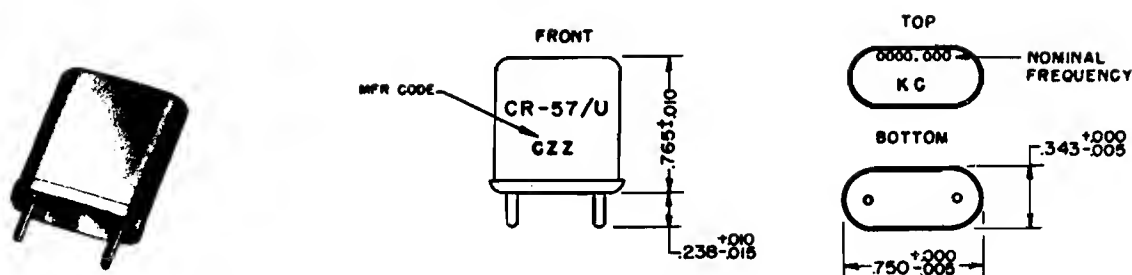 FRONT
MFR CODE
CR-57/U
CZZ
.765±.010
.238+.010-.015
TOP
0000.000
KC
NOMINAL
FREQUENCY
BOTTOM
.343+.000-.005
.750+.000-.005